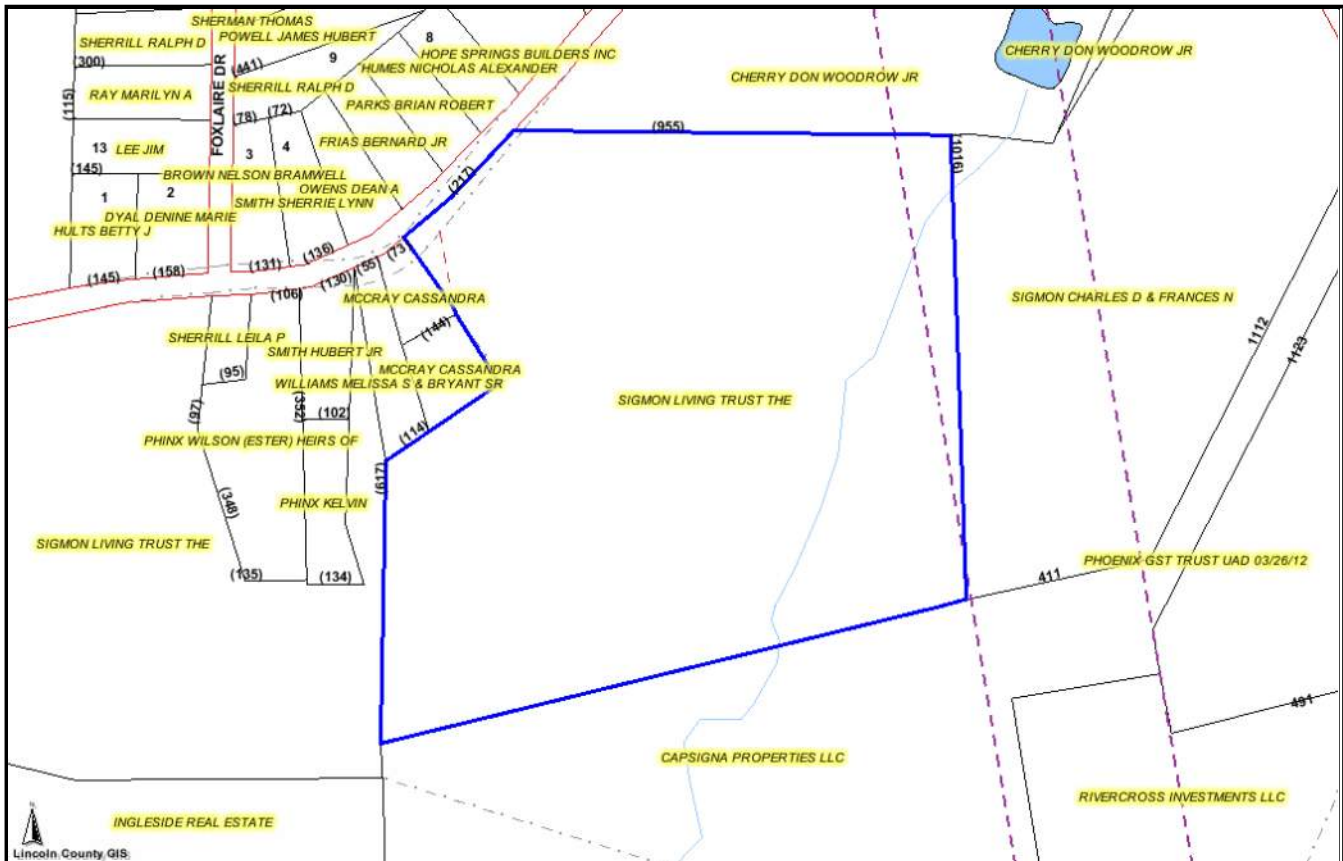 SHERMAN THOMAS
POWELL JAMES HUBERT
SHERRILL RALPH D
(300)
(441)
9
8
HOPE SPRINGS BUILDERS INC
HUMES NICHOLAS ALEXANDER
CHERRY DON WOODROW JR
CHERRY DON WOODROW JR
RAY MARILYN A
(115)
FOXLAIRE DR
SHERRILL RALPH D
PARKS BRIAN ROBERT
(78)
(72)
(955)
(1016)
13
LEE JIM
3
4
FRIAS BERNARD JR
(145)
BROWN NELSON BRAMWELL
(217)
1
2
OWENS DEAN A
SMITH SHERRIE LYNN
DYAL DENINE MARIE
HULTS BETTY J
(145)
(158)
(131)
(136)
(73)
(55)
(130)
(106)
MCCRAY CASSANDRA
SIGMON CHARLES D & FRANCES N
(144)
1112
1123
SHERRILL LEILA P
SMITH HUBERT JR
(95)
MCCRAY CASSANDRA
WILLIAMS MELISSA S & BRYANT SR
SIGMON LIVING TRUST THE
(97)
(352)
(102)
(114)
PHINX WILSON (ESTER) HEIRS OF
(617)
(348)
PHINX KELVIN
SIGMON LIVING TRUST THE
(135)
(134)
411
PHOENIX GST TRUST UAD 03/26/12
491
CAPSIGNA PROPERTIES LLC
RIVERCROSS INVESTMENTS LLC
INGLESIDE REAL ESTATE
N
Lincoln County GIS